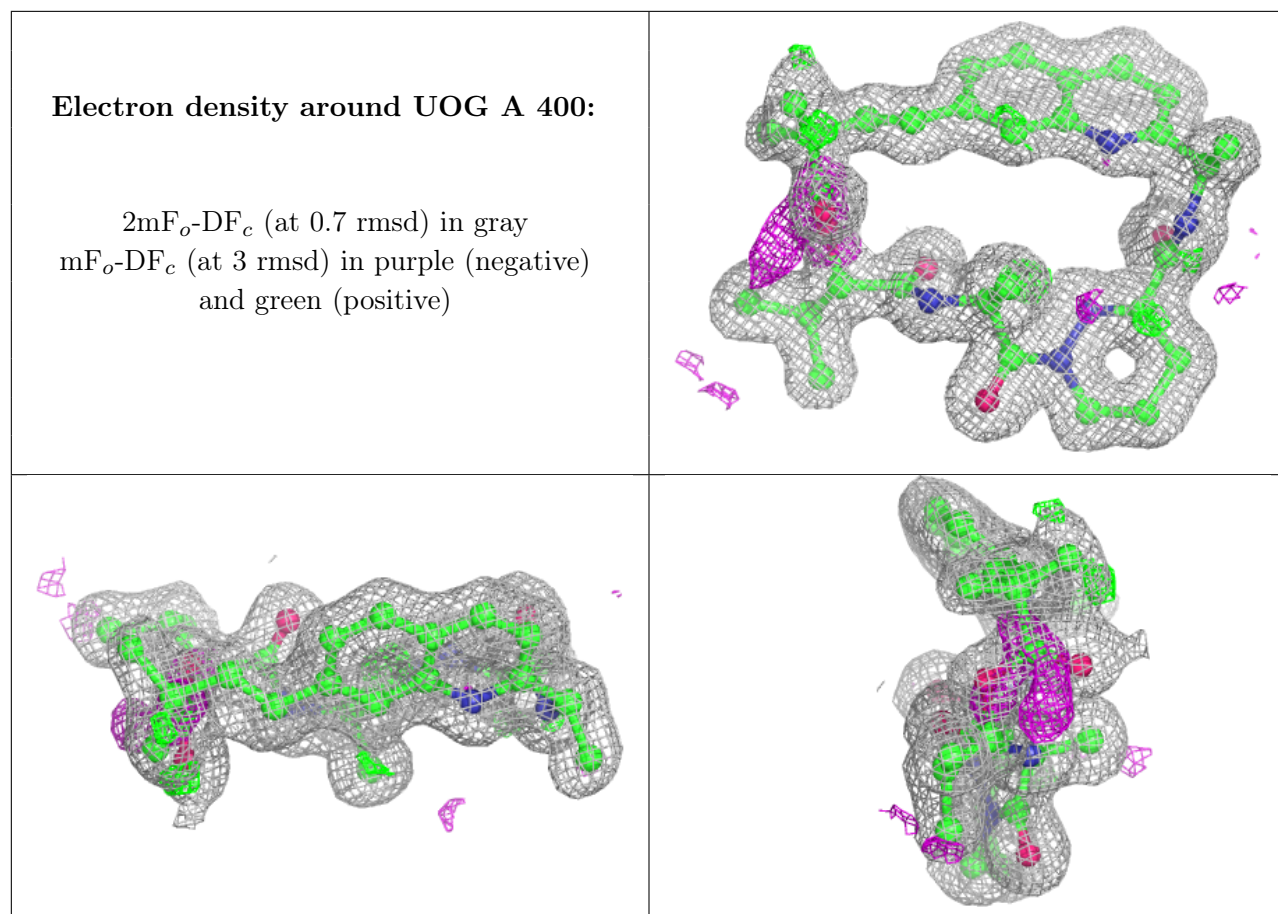 Electron density around UOG A 400:
2mFₒ-DF𝒸 (at 0.7 rmsd) in gray
mFₒ-DF𝒸 (at 3 rmsd) in purple (negative)
and green (positive)